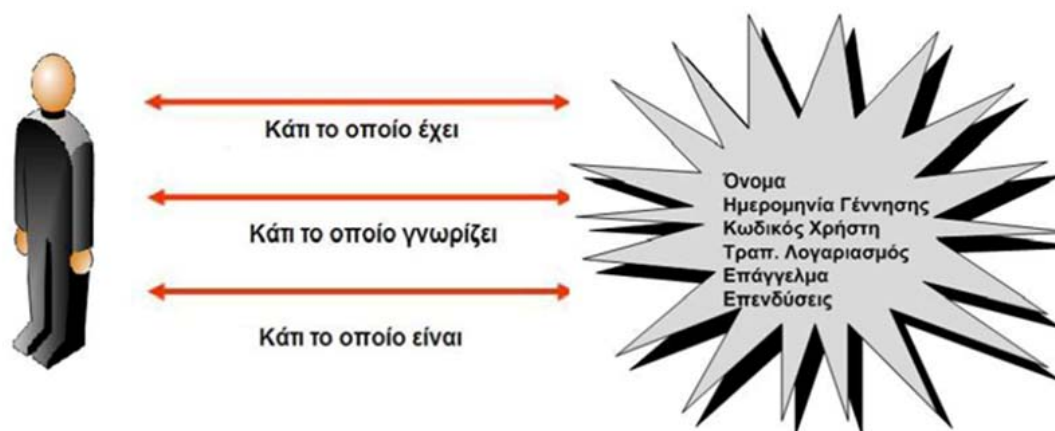 Κάτι το οποίο έχει
Κάτι το οποίο γνωρίζει
Κάτι το οποίο είναι
Όνομα
Ημερομηνία Γέννησης
Κωδικός Χρήστη
Τραπ. Λογαριασμός
Επάγγελμα
Επενδύσεις